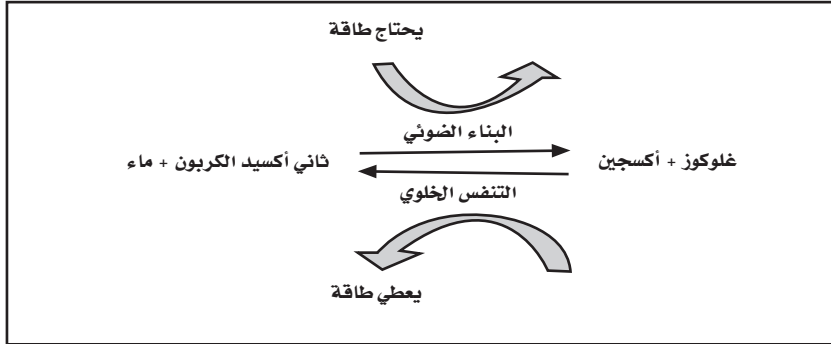 يحتاج طاقة
البناء الضوئي
غلوكوز + أكسجين
ثاني أكسيد الكربون + ماء
التنفس الخلوي
يعطي طاقة